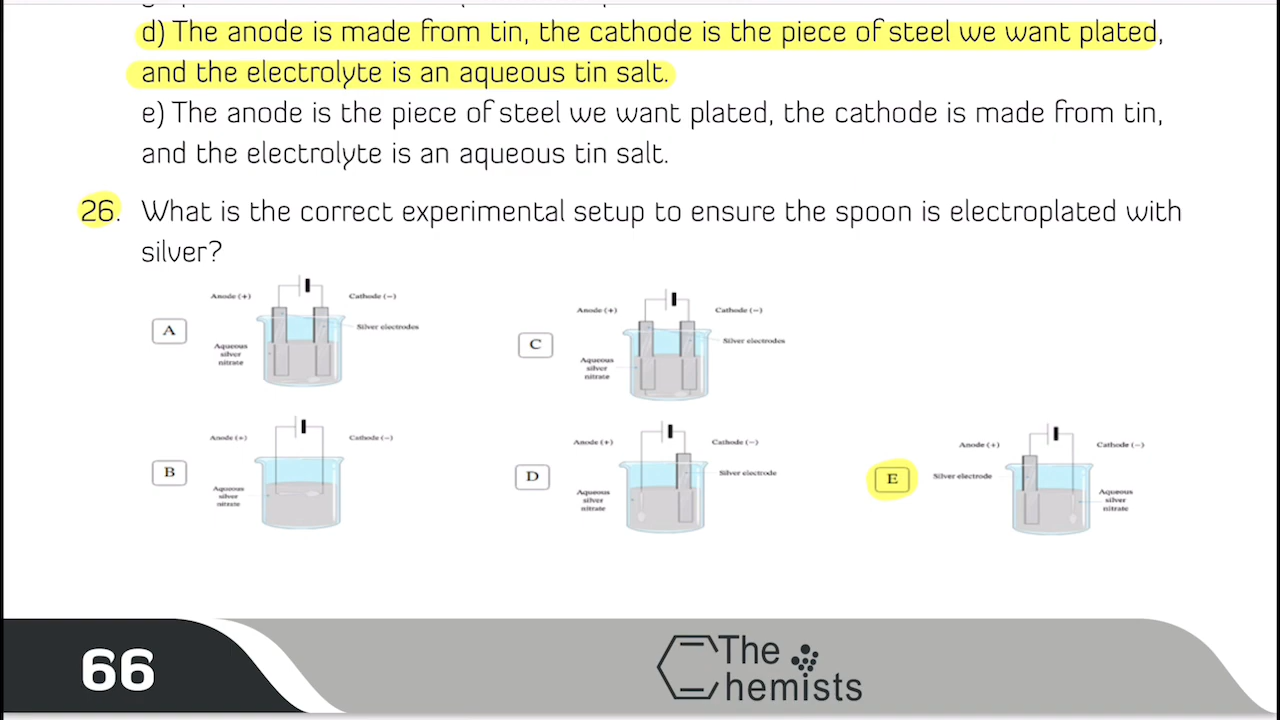 d) The anode is made from tin, the cathode is the piece of steel we want plated,
and the electrolyte is an aqueous tin salt.
e) The anode is the piece of steel we want plated, the cathode is made from tin,
and the electrolyte is an aqueous tin salt.
26. What is the correct experimental setup to ensure the spoon is electroplated with
silver?
Anode (+)
Cathode (−)
A
Silver electrodes
Aqueous
silver
nitrate
Anode (+)
Cathode (−)
C
Silver electrodes
Aqueous
silver
nitrate
Anode (+)
Cathode (−)
B
Aqueous
silver
nitrate
Anode (+)
Cathode (−)
D
Silver electrode
Aqueous
silver
nitrate
Anode (+)
Cathode (−)
E
Silver electrode
Aqueous
silver
nitrate
66
The
Chemists